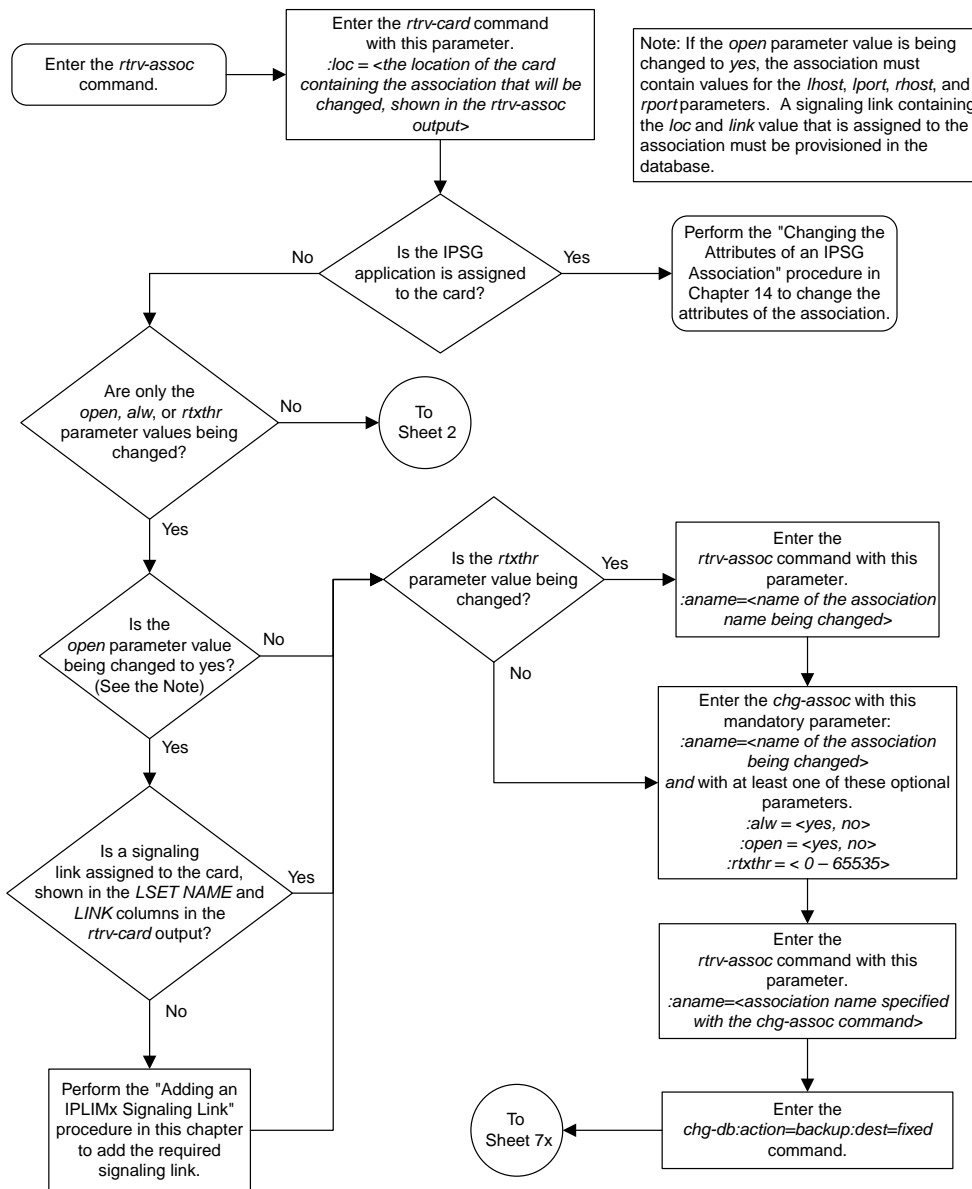 Enter the rtrv-assoc
command.
Enter the rtrv-card command
with this parameter.
:loc = <the location of the card
containing the association that will be
changed, shown in the rtrv-assoc
output>
Note: If the open parameter value is being
changed to yes, the association must
contain values for the lhost, lport, rhost, and
rport parameters. A signaling link containing
the loc and link value that is assigned to the
association must be provisioned in the
database.
Is the IPSG
application is assigned
to the card?
No
Yes
Perform the "Changing the
Attributes of an IPSG
Association" procedure in
Chapter 14 to change the
attributes of the association.
Are only the
open, alw, or rtxthr
parameter values being
changed?
No
To
Sheet 2
Yes
Is the
open parameter value
being changed to yes?
(See the Note)
No
Yes
Is a signaling
link assigned to the card,
shown in the LSET NAME and
LINK columns in the
rtrv-card output?
Yes
No
Perform the "Adding an
IPLIMx Signaling Link"
procedure in this chapter
to add the required
signaling link.
Is the rtxthr
parameter value being
changed?
Yes
No
Enter the
rtrv-assoc command with this
parameter.
:aname=<name of the association
name being changed>
Enter the chg-assoc with this
mandatory parameter:
:aname=<name of the association
being changed>
and with at least one of these optional
parameters.
:alw = <yes, no>
:open = <yes, no>
:rtxthr = < 0 – 65535>
Enter the
rtrv-assoc command with this
parameter.
:aname=<association name specified
with the chg-assoc command>
Enter the
chg-db:action=backup:dest=fixed
command.
To
Sheet 7x